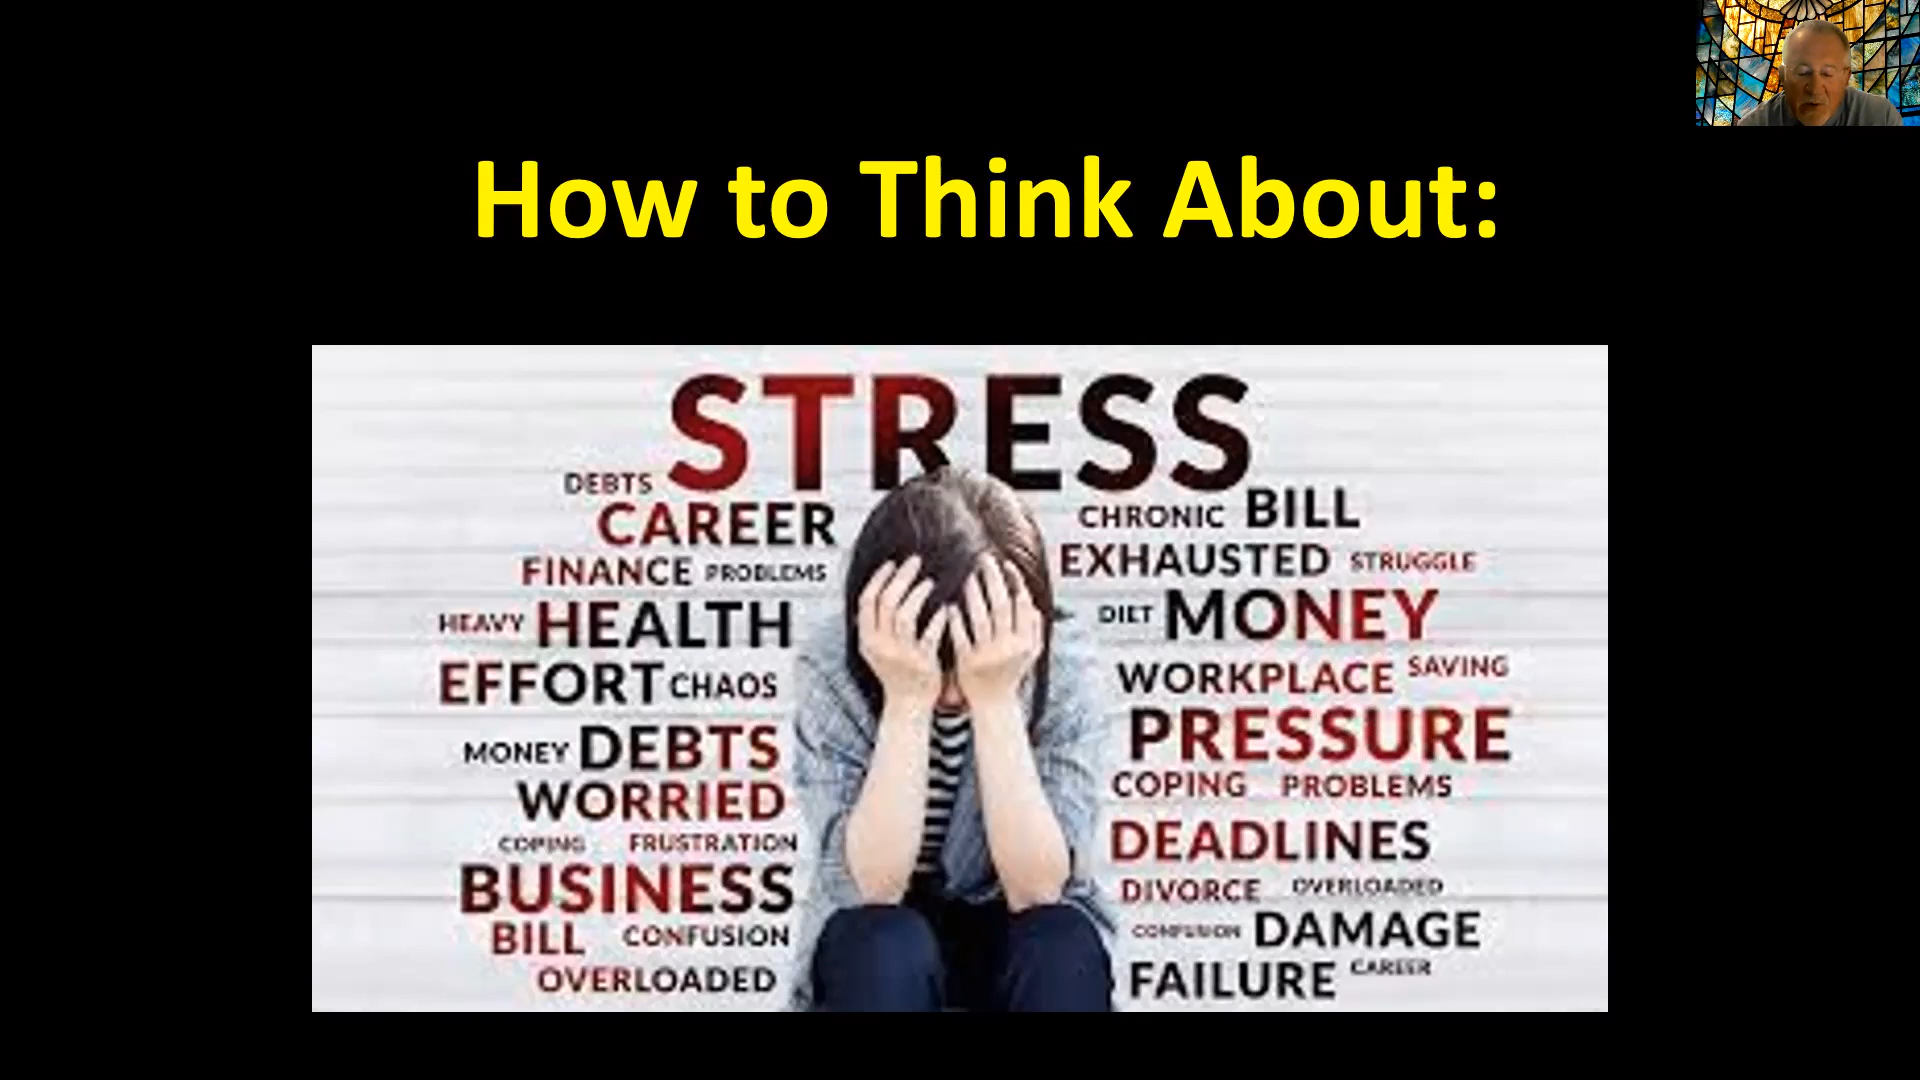 How to Think About:
STRESS
DEBTS
CAREER
FINANCE PROBLEMS
HEAVY HEALTH
EFFORT CHAOS
MONEY DEBTS
WORRIED
COPING FRUSTRATION
BUSINESS
BILL CONFUSION
OVERLOADED
CHRONIC BILL
EXHAUSTED STRUGGLE
DIET MONEY
WORKPLACE SAVING
PRESSURE
COPING PROBLEMS
DEADLINES
DIVORCE OVERLOADED
CONFUSION DAMAGE
FAILURE CAREER